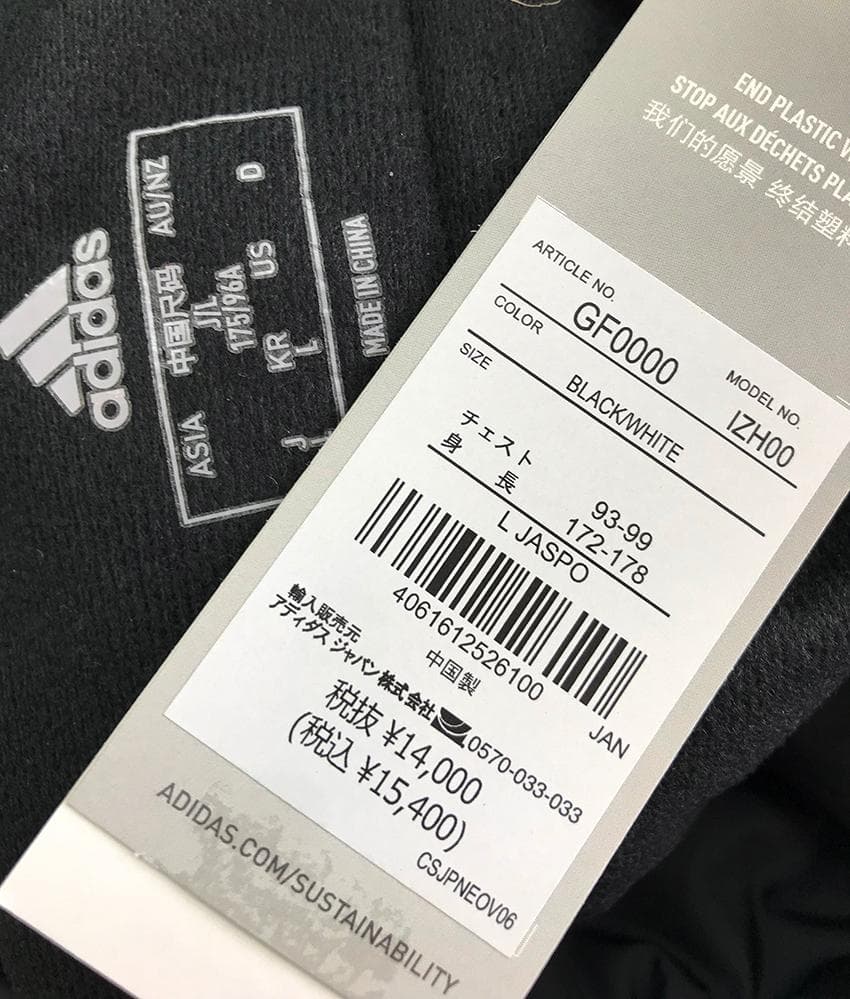 adidas
ASIA 中国尺码 AU/NZ
J/L
175/96A
J/L KR US D
L
MADE IN CHINA
END PLASTIC
STOP AUX DÉCHETS
我们的愿景 终结塑料
ARTICLE NO. MODEL NO.
GF0000 IZH00
COLOR BLACK/WHITE
SIZE
チェスト 93-99
身長 172-178
L JASPO
4061612526100 JAN
中国製
輸入販売元
アディダス ジャパン株式会社 0570-033-033
税抜 ¥14,000
(税込 ¥15,400)
CSJPNEOV06
ADIDAS.COM/SUSTAINABILITY